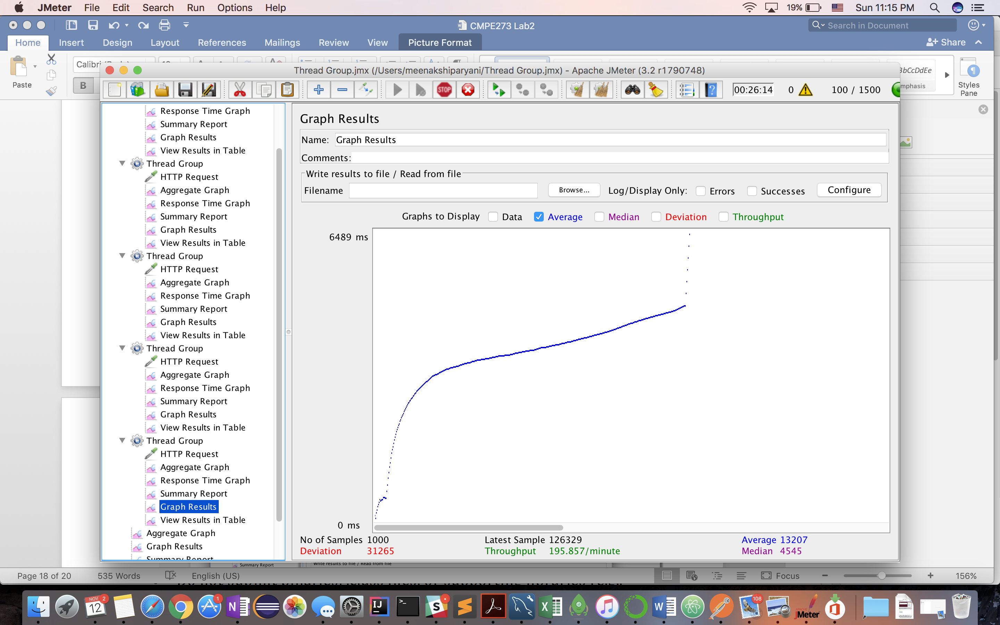 JMeter File Edit Search Run Options Help 19% Sun 11:15 PM
CMPE273 Lab2 Search in Document
Home Insert Design Layout References Mailings Review View Picture Format Share
Paste B Styles Pane
Thread Group.jmx (/Users/meenakshiparyani/Thread Group.jmx) - Apache JMeter (3.2 r1790748)
STOP 00:26:14 0 100 / 1500
Response Time Graph
Summary Report
Graph Results
View Results in Table
Thread Group
HTTP Request
Aggregate Graph
Response Time Graph
Summary Report
Graph Results
View Results in Table
Thread Group
HTTP Request
Aggregate Graph
Response Time Graph
Summary Report
Graph Results
View Results in Table
Thread Group
HTTP Request
Aggregate Graph
Response Time Graph
Summary Report
Graph Results
View Results in Table
Thread Group
HTTP Request
Aggregate Graph
Response Time Graph
Summary Report
Graph Results
View Results in Table
Aggregate Graph
Graph Results
Summary Report
Graph Results
Name: Graph Results
Comments:
Write results to file / Read from file
Filename Browse... Log/Display Only: Errors Successes Configure
Graphs to Display Data Average Median Deviation Throughput
6489 ms
0 ms
No of Samples 1000 Latest Sample 126329 Average 13207
Deviation 31265 Throughput 195.857/minute Median 4545
Summary Report Write results to file / Read from file
Page 18 of 20 535 Words English (US) Focus 156%
NOV 12 2 1 108
JMeter